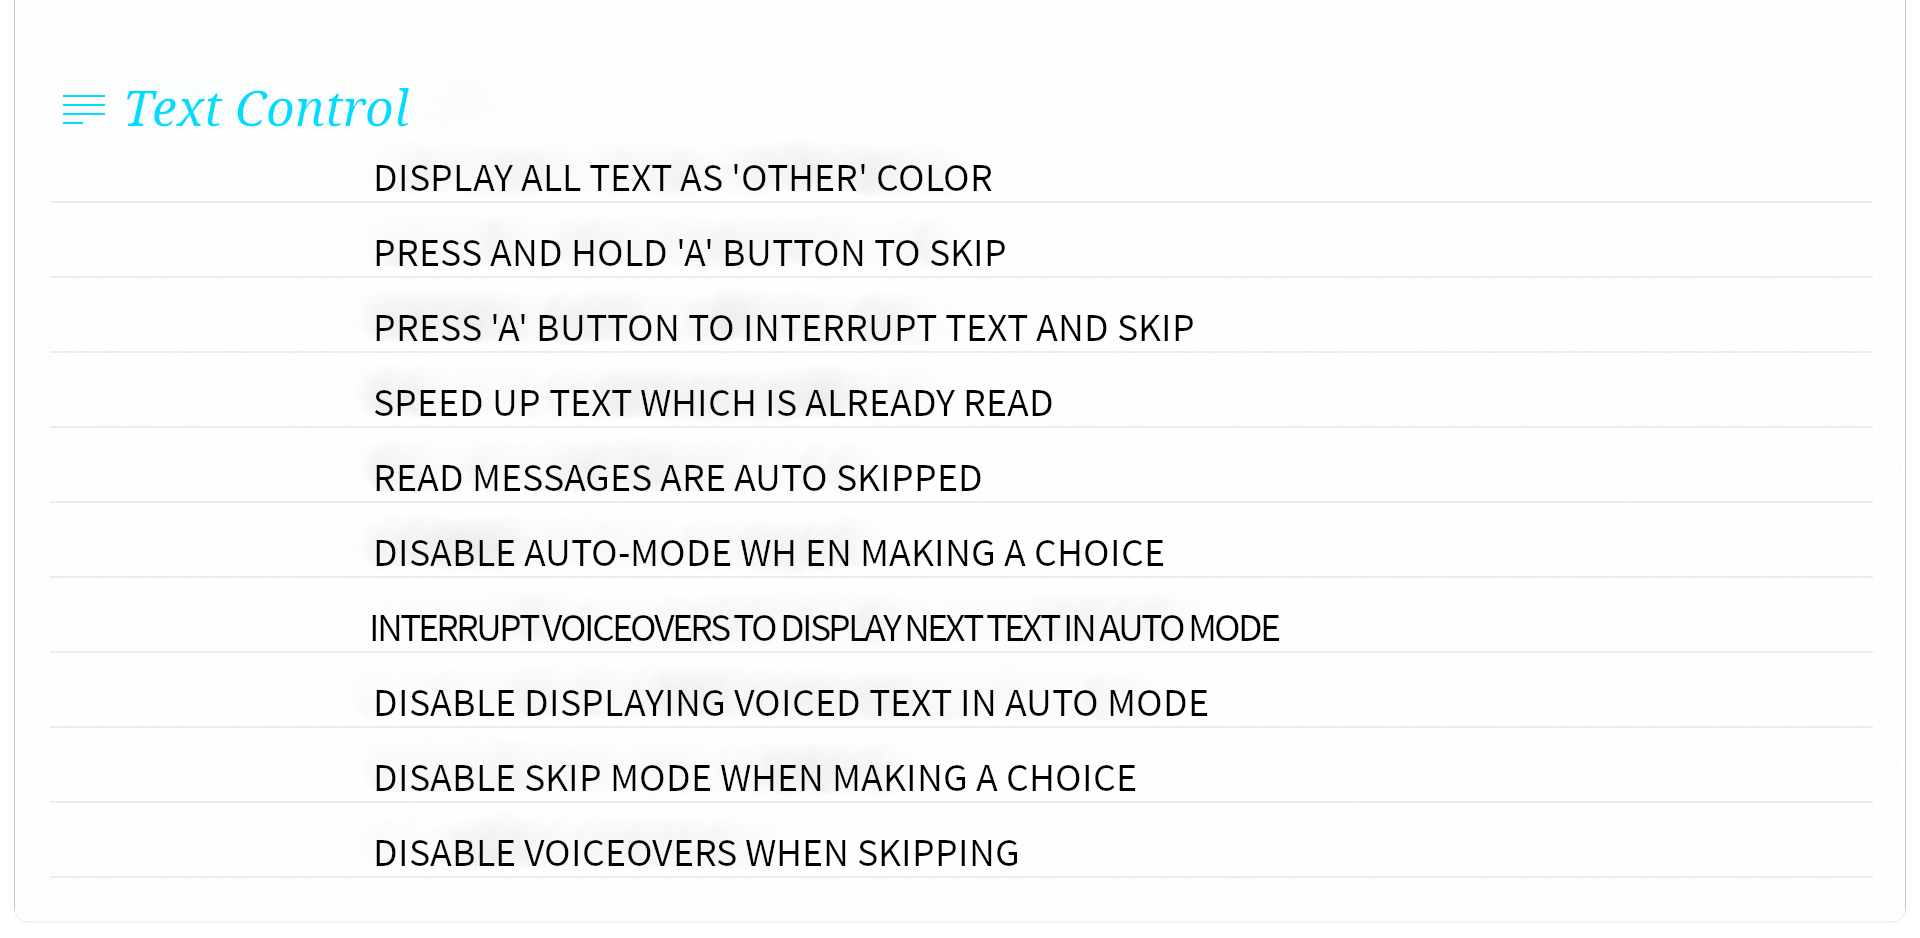 Text Control
DISPLAY ALL TEXT AS 'OTHER' COLOR
PRESS AND HOLD 'A' BUTTON TO SKIP
PRESS 'A' BUTTON TO INTERRUPT TEXT AND SKIP
SPEED UP TEXT WHICH IS ALREADY READ
READ MESSAGES ARE AUTO SKIPPED
DISABLE AUTO-MODE WH EN MAKING A CHOICE
INTERRUPT VOICEOVERS TO DISPLAY NEXT TEXT IN AUTO MODE
DISABLE DISPLAYING VOICED TEXT IN AUTO MODE
DISABLE SKIP MODE WHEN MAKING A CHOICE
DISABLE VOICEOVERS WHEN SKIPPING